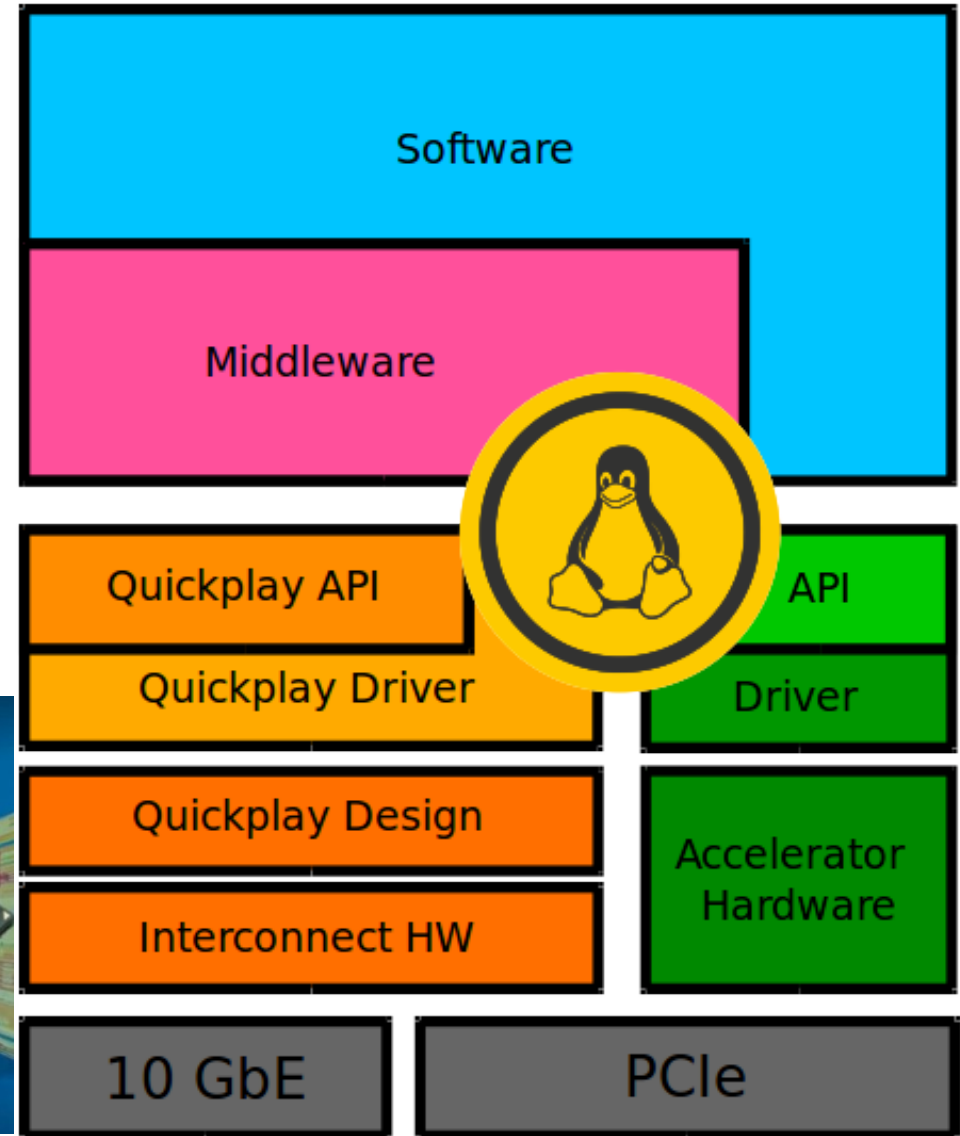 Software
Middleware
Quickplay API
API
Quickplay Driver
Driver
Quickplay Design
Accelerator
Hardware
Interconnect HW
10 GbE
PCIe